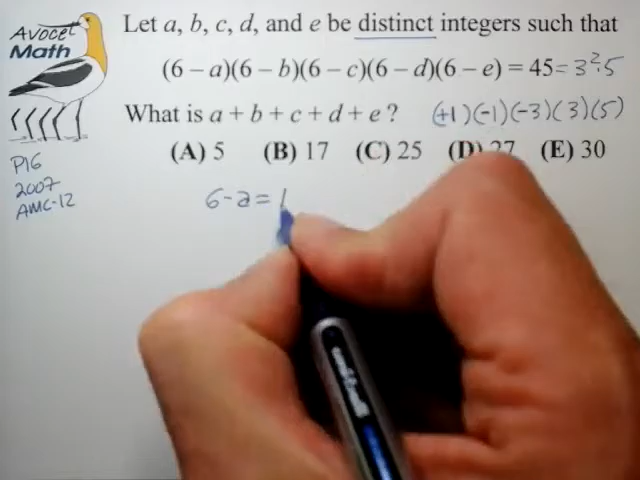 Avocet
Math
Let a, b, c, d, and e be distinct integers such that
(6 − a)(6 − b)(6 − c)(6 − d)(6 − e) = 45 = 3².5
What is a + b + c + d + e ? (+1)(-1)(-3)(3)(5)
(A) 5 (B) 17 (C) 25 (D) 27 (E) 30
P16
2007
AMC-12
6-a=1